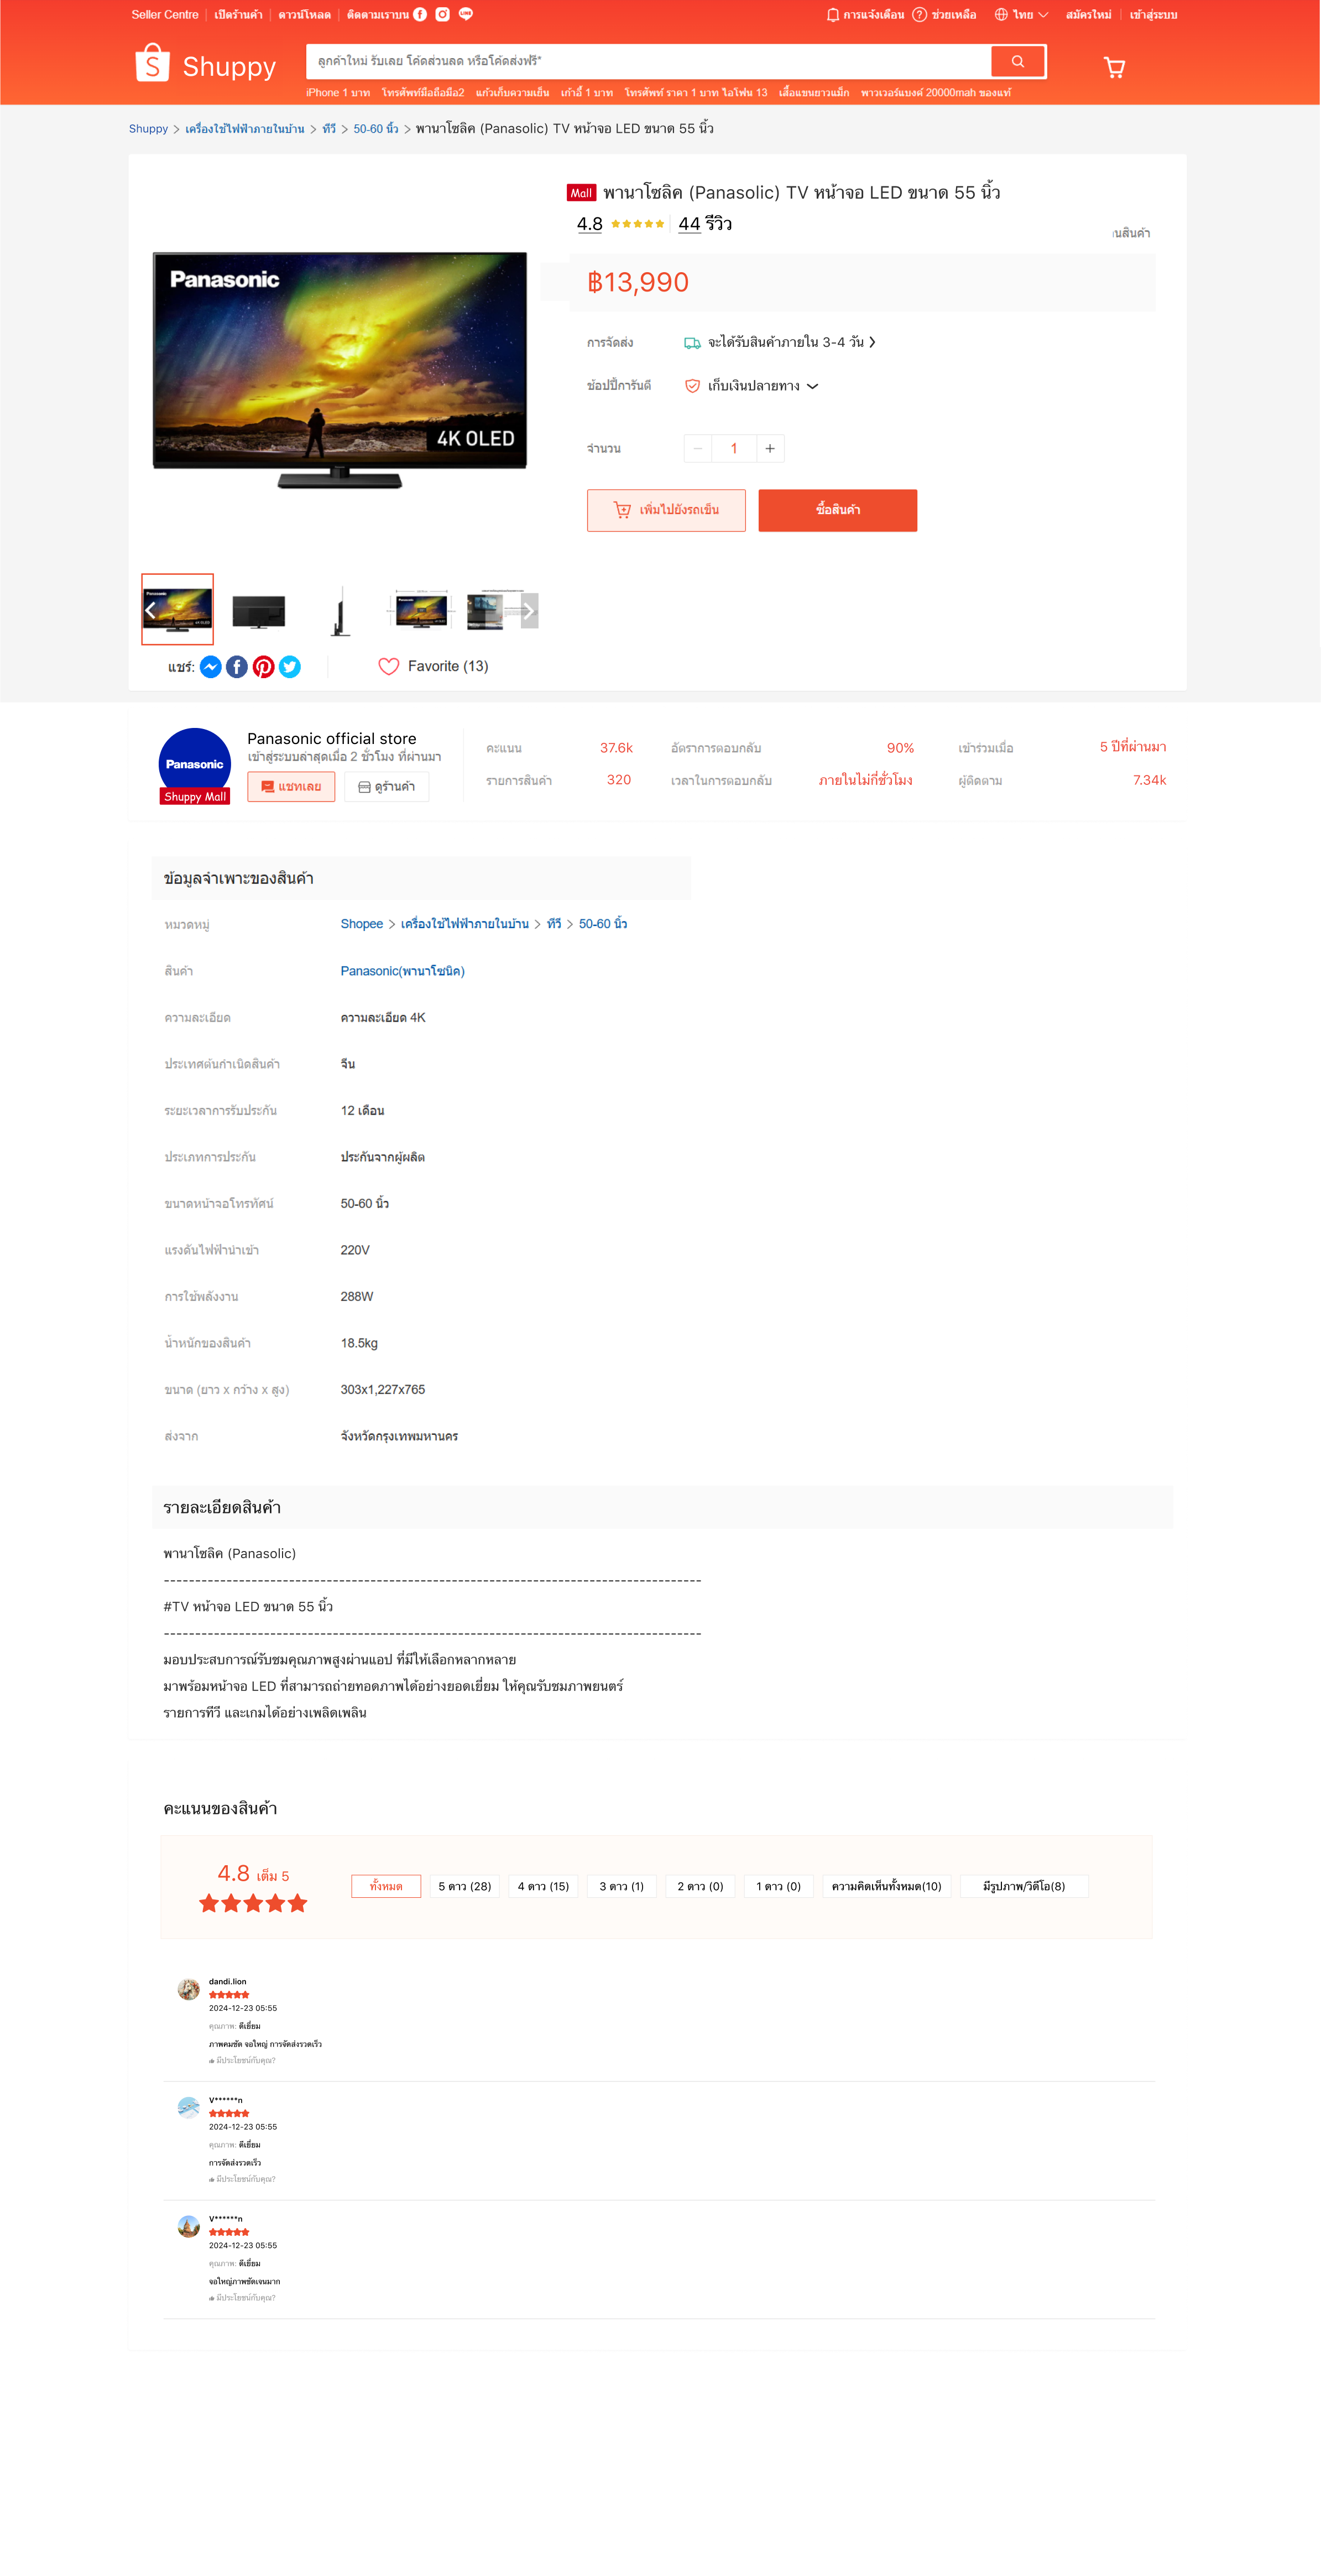 Seller Centre | เปิดร้านค้า | ดาวน์โหลด | ติดตามเราบน
การแจ้งเตือน ช่วยเหลือ ไทย สมัครใหม่ | เข้าสู่ระบบ
Shuppy
ลูกค้าใหม่ รับเลย โค้ดส่วนลด หรือโค้ดส่งฟรี*
iPhone 1 บาท โทรศัพท์มือถือมือ2 แก้วเก็บความเย็น เก้าอี้ 1 บาท โทรศัพท์ ราคา 1 บาท ไอโฟน 13 เสื้อแขนยาวแม็ก พาวเวอร์แบงค์ 20000mah ของแท้
Shuppy > เครื่องใช้ไฟฟ้าภายในบ้าน > ทีวี > 50-60 นิ้ว > พานาโซลิค (Panasolic) TV หน้าจอ LED ขนาด 55 นิ้ว
Mall พานาโซลิค (Panasolic) TV หน้าจอ LED ขนาด 55 นิ้ว
4.8 44 รีวิว
านสินค้า
฿13,990
Panasonic
4K OLED
การจัดส่ง จะได้รับสินค้าภายใน 3-4 วัน
ช้อปปี้การันตี เก็บเงินปลายทาง
จำนวน 1
เพิ่มไปยังรถเข็น ซื้อสินค้า
แชร์: Favorite (13)
Panasonic
Shuppy Mall
Panasonic official store
เข้าสู่ระบบล่าสุดเมื่อ 2 ชั่วโมง ที่ผ่านมา
แชทเลย ดูร้านค้า
คะแนน 37.6k อัตราการตอบกลับ 90% เข้าร่วมเมื่อ 5 ปีที่ผ่านมา
รายการสินค้า 320 เวลาในการตอบกลับ ภายในไม่กี่ชั่วโมง ผู้ติดตาม 7.34k
ข้อมูลจำเพาะของสินค้า
หมวดหมู่ Shopee > เครื่องใช้ไฟฟ้าภายในบ้าน > ทีวี > 50-60 นิ้ว
สินค้า Panasonic(พานาโซนิค)
ความละเอียด ความละเอียด 4K
ประเทศต้นกำเนิดสินค้า จีน
ระยะเวลาการรับประกัน 12 เดือน
ประเภทการประกัน ประกันจากผู้ผลิต
ขนาดหน้าจอโทรทัศน์ 50-60 นิ้ว
แรงดันไฟฟ้านำเข้า 220V
การใช้พลังงาน 288W
น้ำหนักของสินค้า 18.5kg
ขนาด (ยาว x กว้าง x สูง) 303x1,227x765
ส่งจาก จังหวัดกรุงเทพมหานคร
รายละเอียดสินค้า
พานาโซลิค (Panasolic)
--------------------------------------------------------------------------------------
#TV หน้าจอ LED ขนาด 55 นิ้ว
--------------------------------------------------------------------------------------
มอบประสบการณ์รับชมคุณภาพสูงผ่านแอป ที่มีให้เลือกหลากหลาย
มาพร้อมหน้าจอ LED ที่สามารถถ่ายทอดภาพได้อย่างยอดเยี่ยม ให้คุณรับชมภาพยนตร์
รายการทีวี และเกมได้อย่างเพลิดเพลิน
คะแนนของสินค้า
4.8 เต็ม 5
ทั้งหมด 5 ดาว (28) 4 ดาว (15) 3 ดาว (1) 2 ดาว (0) 1 ดาว (0) ความคิดเห็นทั้งหมด(10) มีรูปภาพ/วิดีโอ(8)
dandi.lion
2024-12-23 05:55
คุณภาพ: ดีเยี่ยม
ภาพคมชัด จอใหญ่ การจัดส่งรวดเร็ว
มีประโยชน์กับคุณ?
V******n
2024-12-23 05:55
คุณภาพ: ดีเยี่ยม
การจัดส่งรวดเร็ว
มีประโยชน์กับคุณ?
V******n
2024-12-23 05:55
คุณภาพ: ดีเยี่ยม
จอใหญ่ภาพชัดเจนมาก
มีประโยชน์กับคุณ?